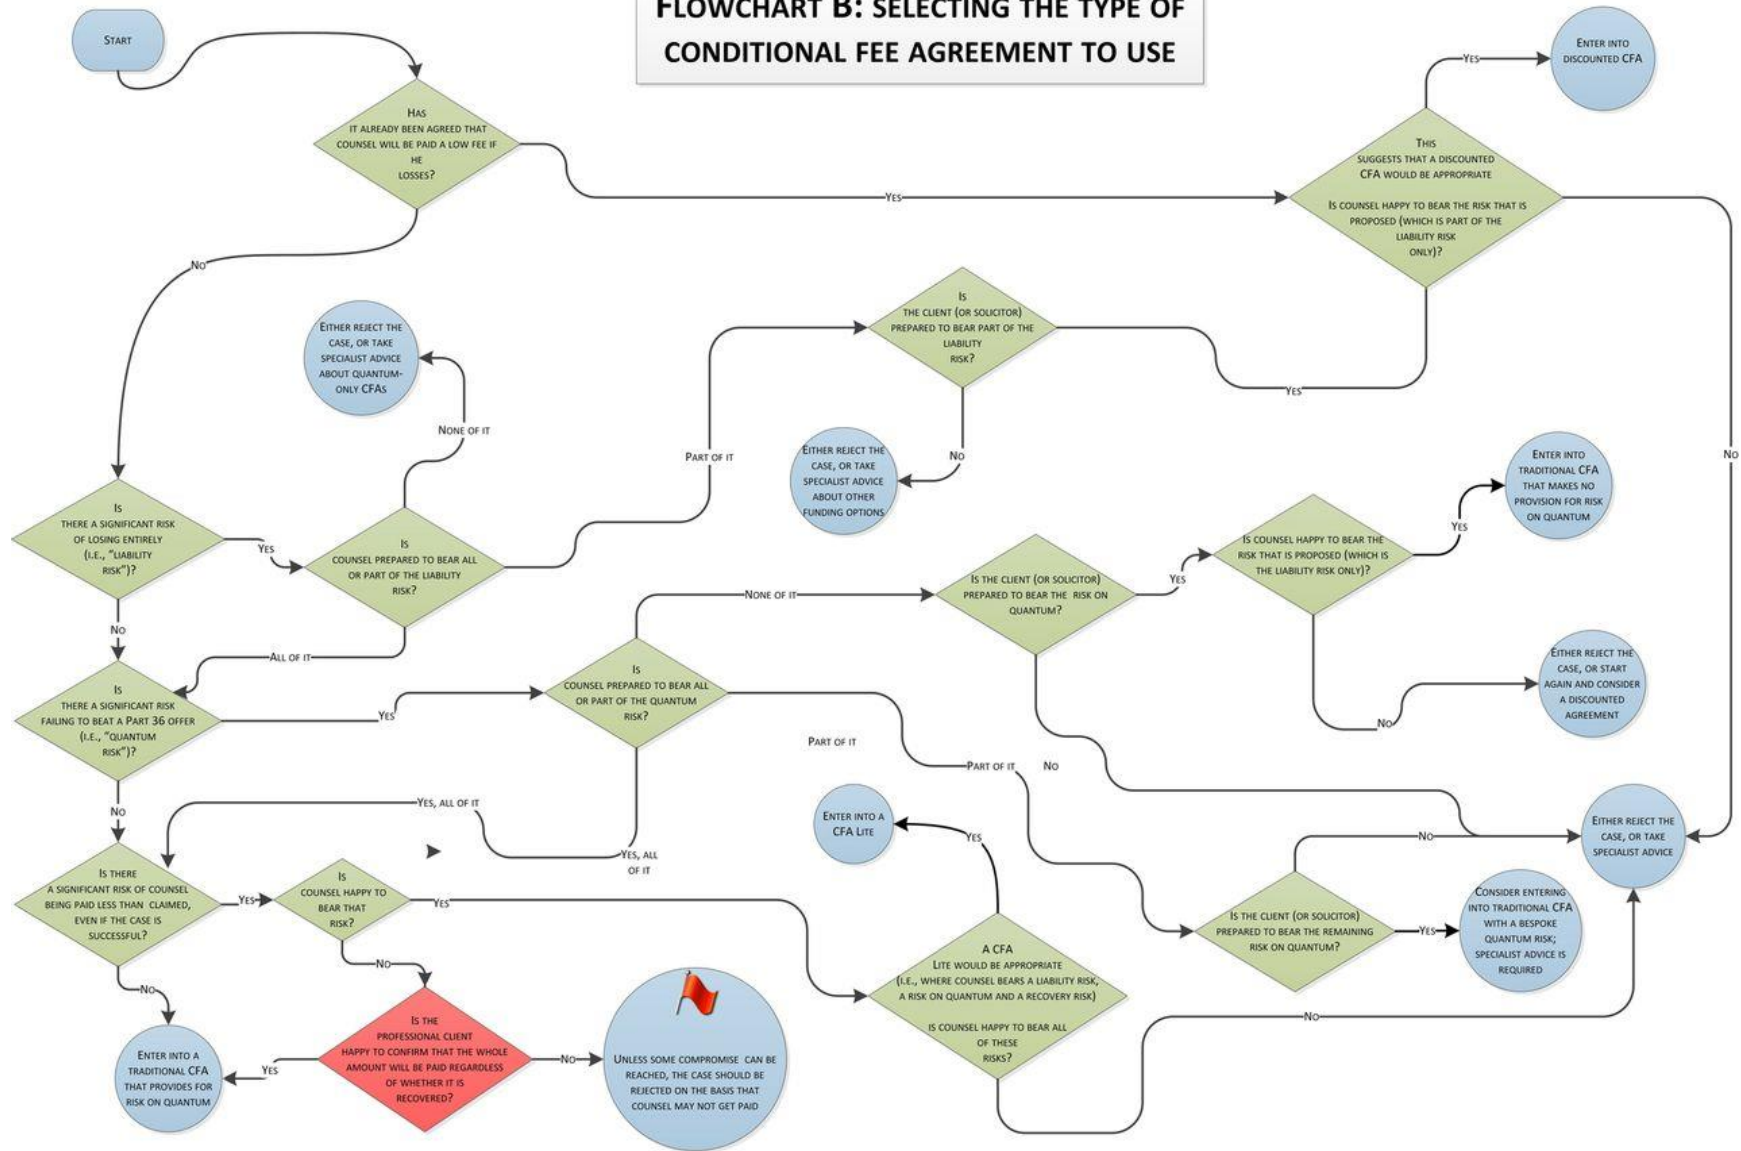 FLOWCHART B: SELECTING THE TYPE OF
CONDITIONAL FEE AGREEMENT TO USE
START
ENTER INTO
DISCOUNTED CFA
YES
HAS
IT ALREADY BEEN AGREED THAT
COUNSEL WILL BE PAID A LOW FEE IF
HE
LOSSES?
YES
THIS
SUGGESTS THAT A DISCOUNTED
CFA WOULD BE APPROPRIATE
IS COUNSEL HAPPY TO BEAR THE RISK THAT IS
PROPOSED (WHICH IS PART OF THE
LIABILITY RISK
ONLY)?
NO
EITHER REJECT THE
CASE, OR TAKE
SPECIALIST ADVICE
ABOUT QUANTUM-
ONLY CFAS
NONE OF IT
IS
THE CLIENT (OR SOLICITOR)
PREPARED TO BEAR PART OF THE
LIABILITY
RISK?
YES
PART OF IT
NO
EITHER REJECT THE
CASE, OR TAKE
SPECIALIST ADVICE
ABOUT OTHER
FUNDING OPTIONS
ENTER INTO
TRADITIONAL CFA
THAT MAKES NO
PROVISION FOR RISK
ON QUANTUM
NO
IS
THERE A SIGNIFICANT RISK
OF LOSING ENTIRELY
(I.E., "LIABILITY
RISK")?
YES
IS
COUNSEL PREPARED TO BEAR ALL
OR PART OF THE LIABILITY
RISK?
IS COUNSEL HAPPY TO BEAR THE
RISK THAT IS PROPOSED (WHICH IS
THE LIABILITY RISK ONLY)?
YES
NONE OF IT
IS THE CLIENT (OR SOLICITOR)
PREPARED TO BEAR THE RISK ON
QUANTUM?
YES
NO
ALL OF IT
IS
THERE A SIGNIFICANT RISK
FAILING TO BEAT A PART 36 OFFER
(I.E., "QUANTUM
RISK")?
YES
IS
COUNSEL PREPARED TO BEAR ALL
OR PART OF THE QUANTUM
RISK?
EITHER REJECT THE
CASE, OR START
AGAIN AND CONSIDER
A DISCOUNTED
AGREEMENT
NO
PART OF IT
PART OF IT
NO
NO
YES, ALL OF IT
ENTER INTO A
CFA LITE
YES
YES, ALL
OF IT
NO
EITHER REJECT THE
CASE, OR TAKE
SPECIALIST ADVICE
IS THERE
A SIGNIFICANT RISK OF COUNSEL
BEING PAID LESS THAN CLAIMED,
EVEN IF THE CASE IS
SUCCESSFUL?
YES
IS
COUNSEL HAPPY TO
BEAR THAT
RISK?
YES
IS THE CLIENT (OR SOLICITOR)
PREPARED TO BEAR THE REMAINING
RISK ON QUANTUM?
YES
CONSIDER ENTERING
INTO TRADITIONAL CFA
WITH A BESPOKE
QUANTUM RISK;
SPECIALIST ADVICE IS
REQUIRED
NO
NO
A CFA
LITE WOULD BE APPROPRIATE
(I.E., WHERE COUNSEL BEARS A LIABILITY RISK,
A RISK ON QUANTUM AND A RECOVERY RISK)
IS COUNSEL HAPPY TO BEAR ALL
OF THESE
RISKS?
NO
ENTER INTO A
TRADITIONAL CFA
THAT PROVIDES FOR
RISK ON QUANTUM
YES
IS THE
PROFESSIONAL CLIENT
HAPPY TO CONFIRM THAT THE WHOLE
AMOUNT WILL BE PAID REGARDLESS
OF WHETHER IT IS
RECOVERED?
NO
UNLESS SOME COMPROMISE CAN BE
REACHED, THE CASE SHOULD BE
REJECTED ON THE BASIS THAT
COUNSEL MAY NOT GET PAID